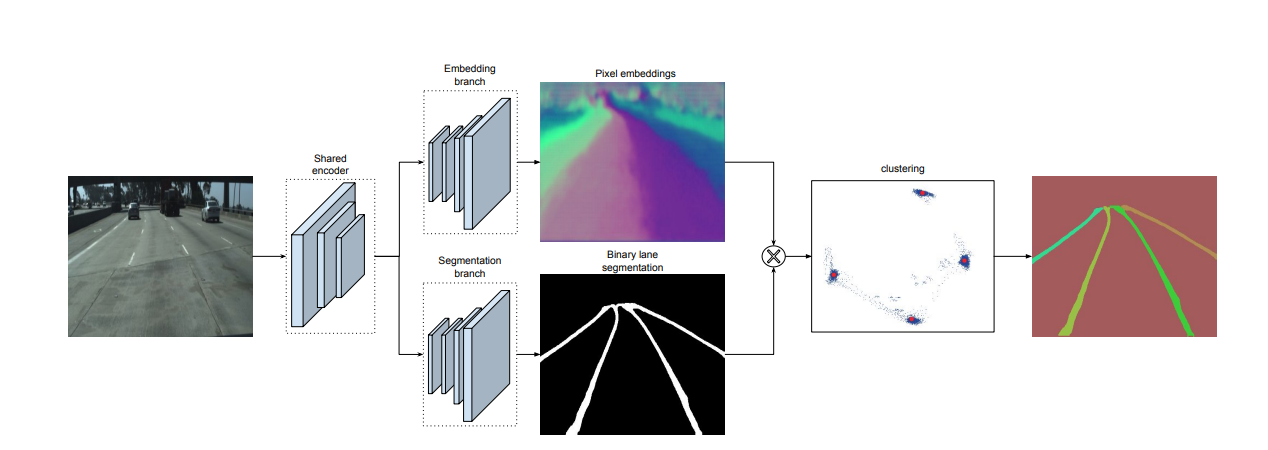 Embedding
branch
Pixel embeddings
Shared
encoder
clustering
Segmentation
branch
Binary lane
segmentation